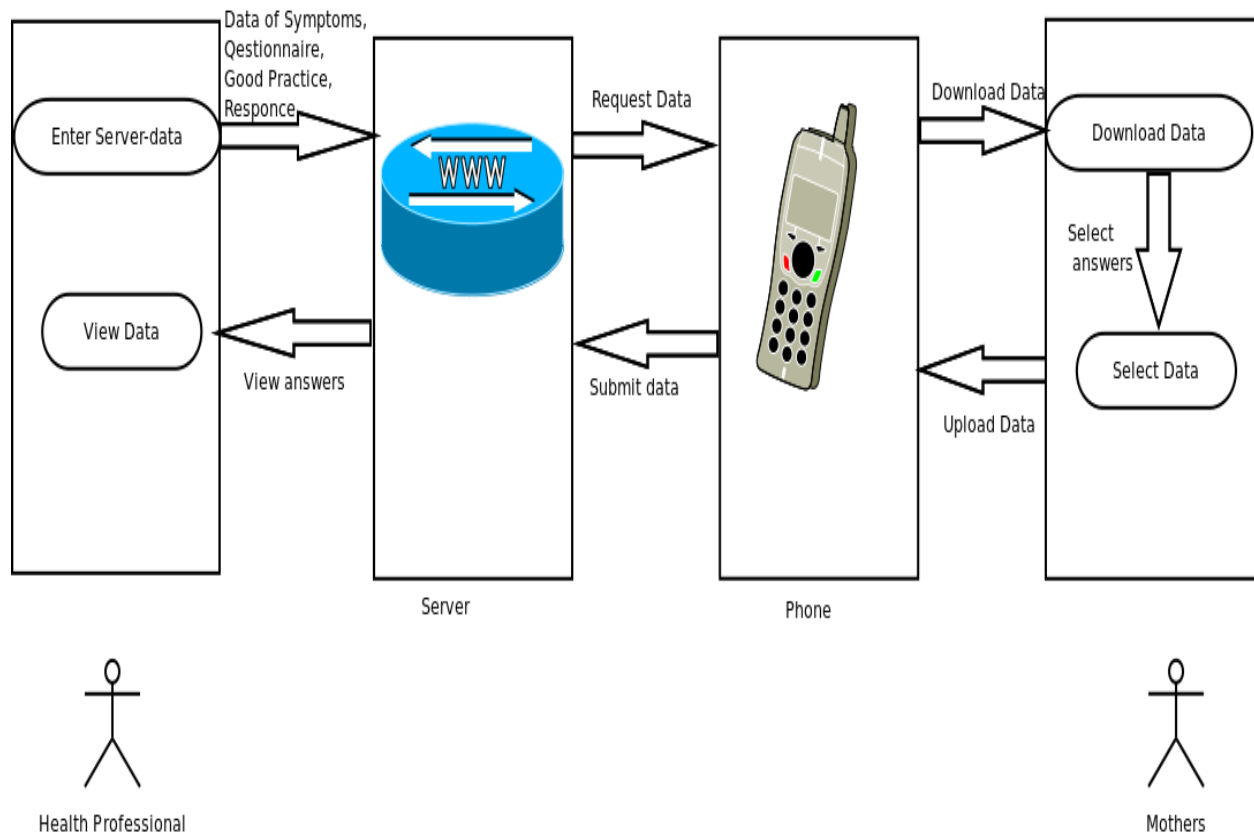 Data of Symptoms,
Qestionnaire,
Good Practice,
Responce
Enter Server-data
Request Data
Download Data
Download Data
WWW
Select
answers
View Data
View answers
Submit data
Select Data
Upload Data
Server
Phone
Health Professional
Mothers